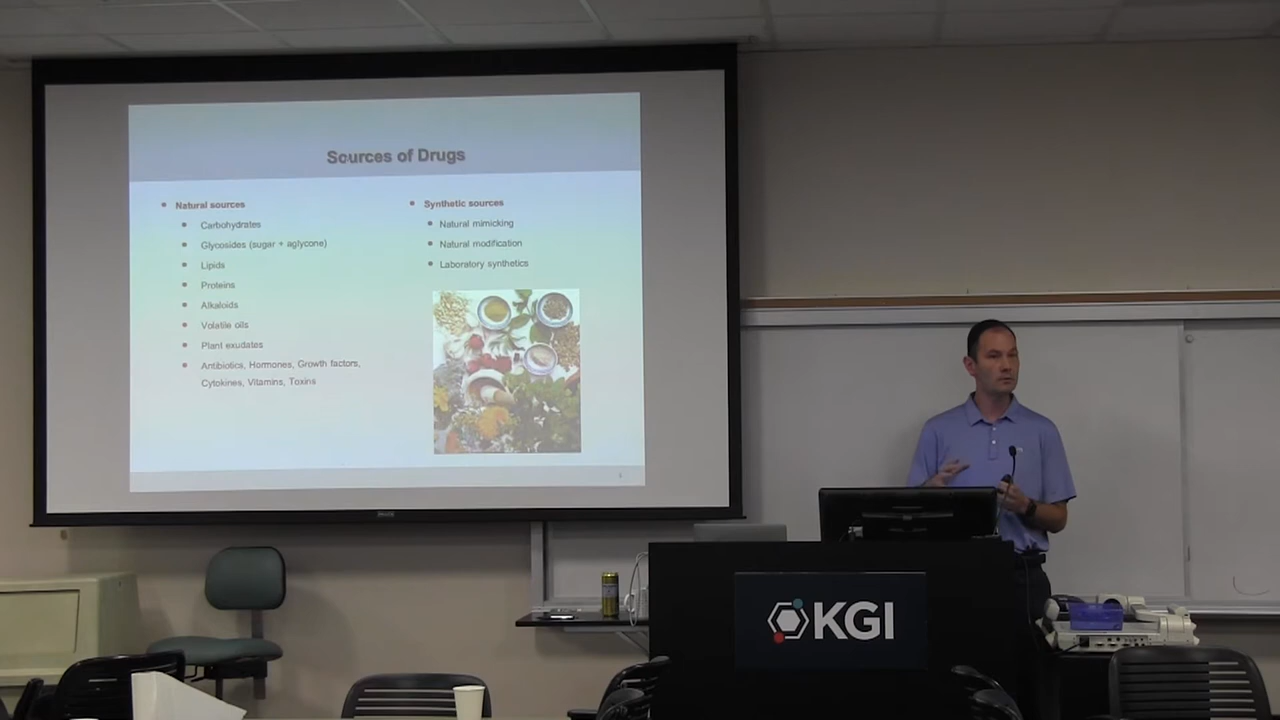 Sources of Drugs
Natural sources
Carbohydrates
Glycosides (sugar + aglycone)
Lipids
Proteins
Alkaloids
Volatile oils
Plant exudates
Antibiotics, Hormones, Growth factors,
Cytokines, Vitamins, Toxins
Synthetic sources
Natural mimicking
Natural modification
Laboratory synthetics
KGI